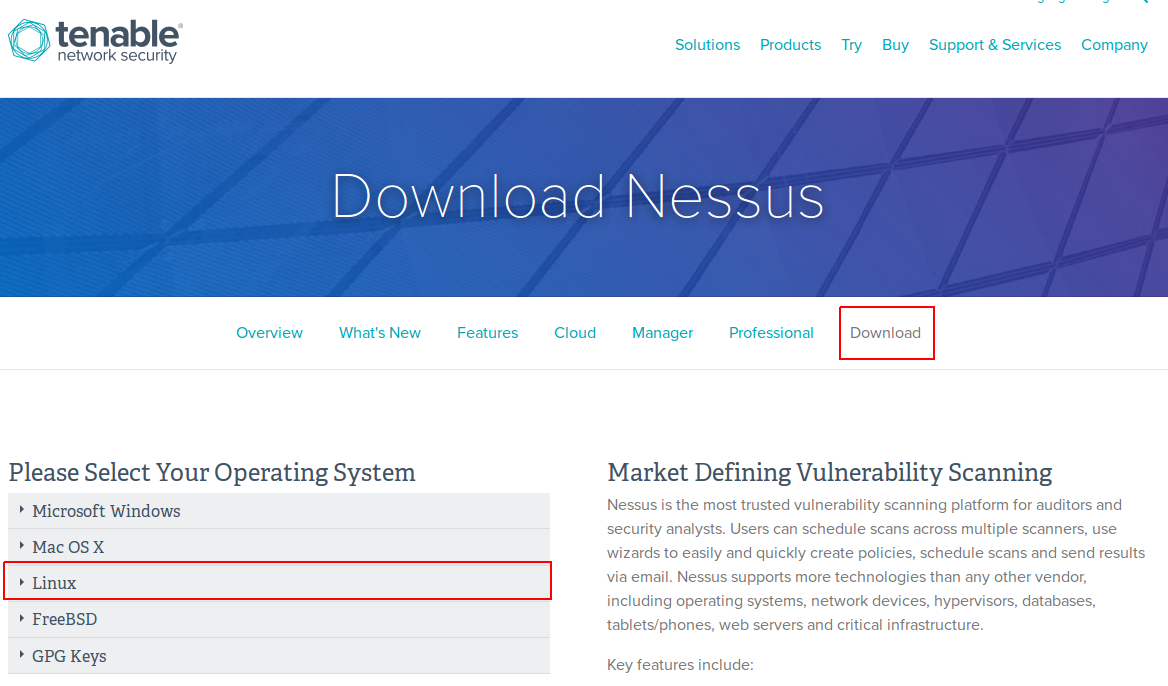 tenable®
network security
Solutions Products Try Buy Support & Services Company
Download Nessus
Overview What's New Features Cloud Manager Professional Download
Please Select Your Operating System
Microsoft Windows
Mac OS X
Linux
FreeBSD
GPG Keys
Market Defining Vulnerability Scanning
Nessus is the most trusted vulnerability scanning platform for auditors and
security analysts. Users can schedule scans across multiple scanners, use
wizards to easily and quickly create policies, schedule scans and send results
via email. Nessus supports more technologies than any other vendor,
including operating systems, network devices, hypervisors, databases,
tablets/phones, web servers and critical infrastructure.
Key features include: